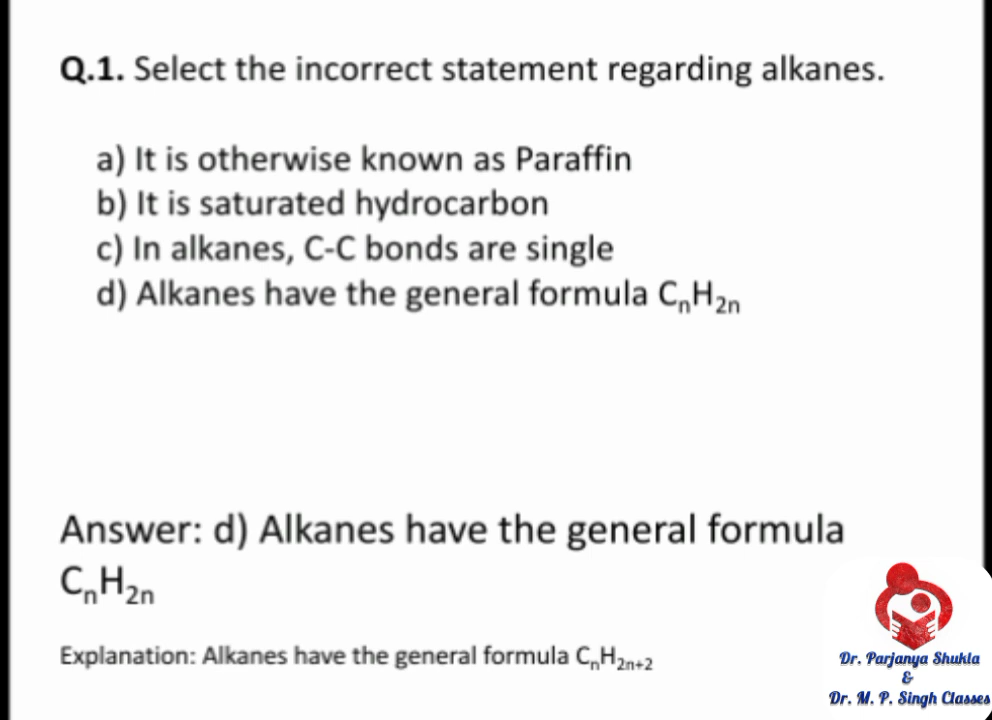 Q.1. Select the incorrect statement regarding alkanes.
a) It is otherwise known as Paraffin
b) It is saturated hydrocarbon
c) In alkanes, C-C bonds are single
d) Alkanes have the general formula CₙH₂ₙ
Answer: d) Alkanes have the general formula
CₙH₂ₙ
Explanation: Alkanes have the general formula CₙH₂ₙ₊₂
Dr. Parjanya Shukla
&
Dr. M. P. Singh Classes